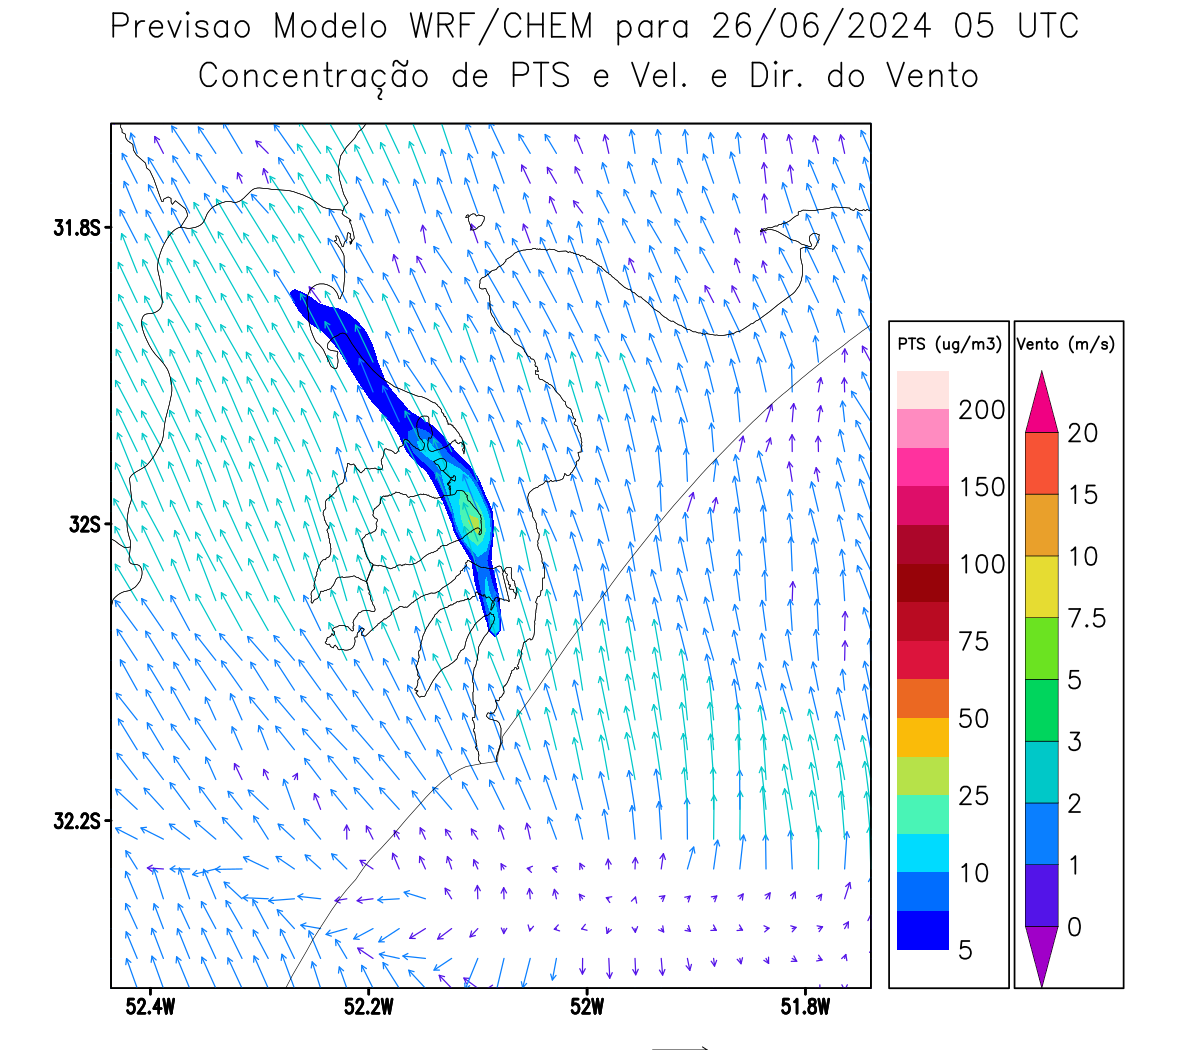 Previsao Modelo WRF/CHEM para 26/06/2024 05 UTC
Concentração de PTS e Vel. e Dir. do Vento
31.8S
32S
32.2S
52.4W
52.2W
52W
51.8W
PTS (ug/m3)
200
150
100
75
50
25
10
5
Vento (m/s)
20
15
10
7.5
5
3
2
1
0